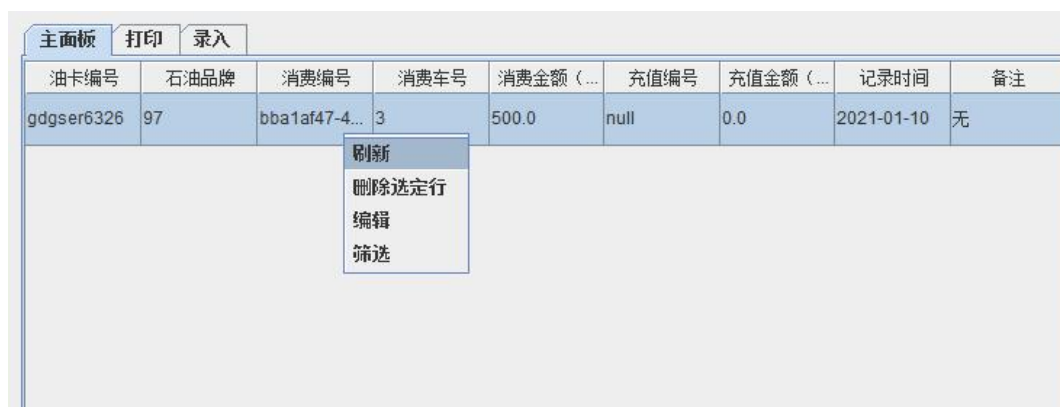 主面板 打印 录入
油卡编号 石油品牌 消费编号 消费车号 消费金额（... 充值编号 充值金额（... 记录时间 备注
gdgser6326 97 bba1af47-4... 3 500.0 null 0.0 2021-01-10 无
刷新
删除选定行
编辑
筛选